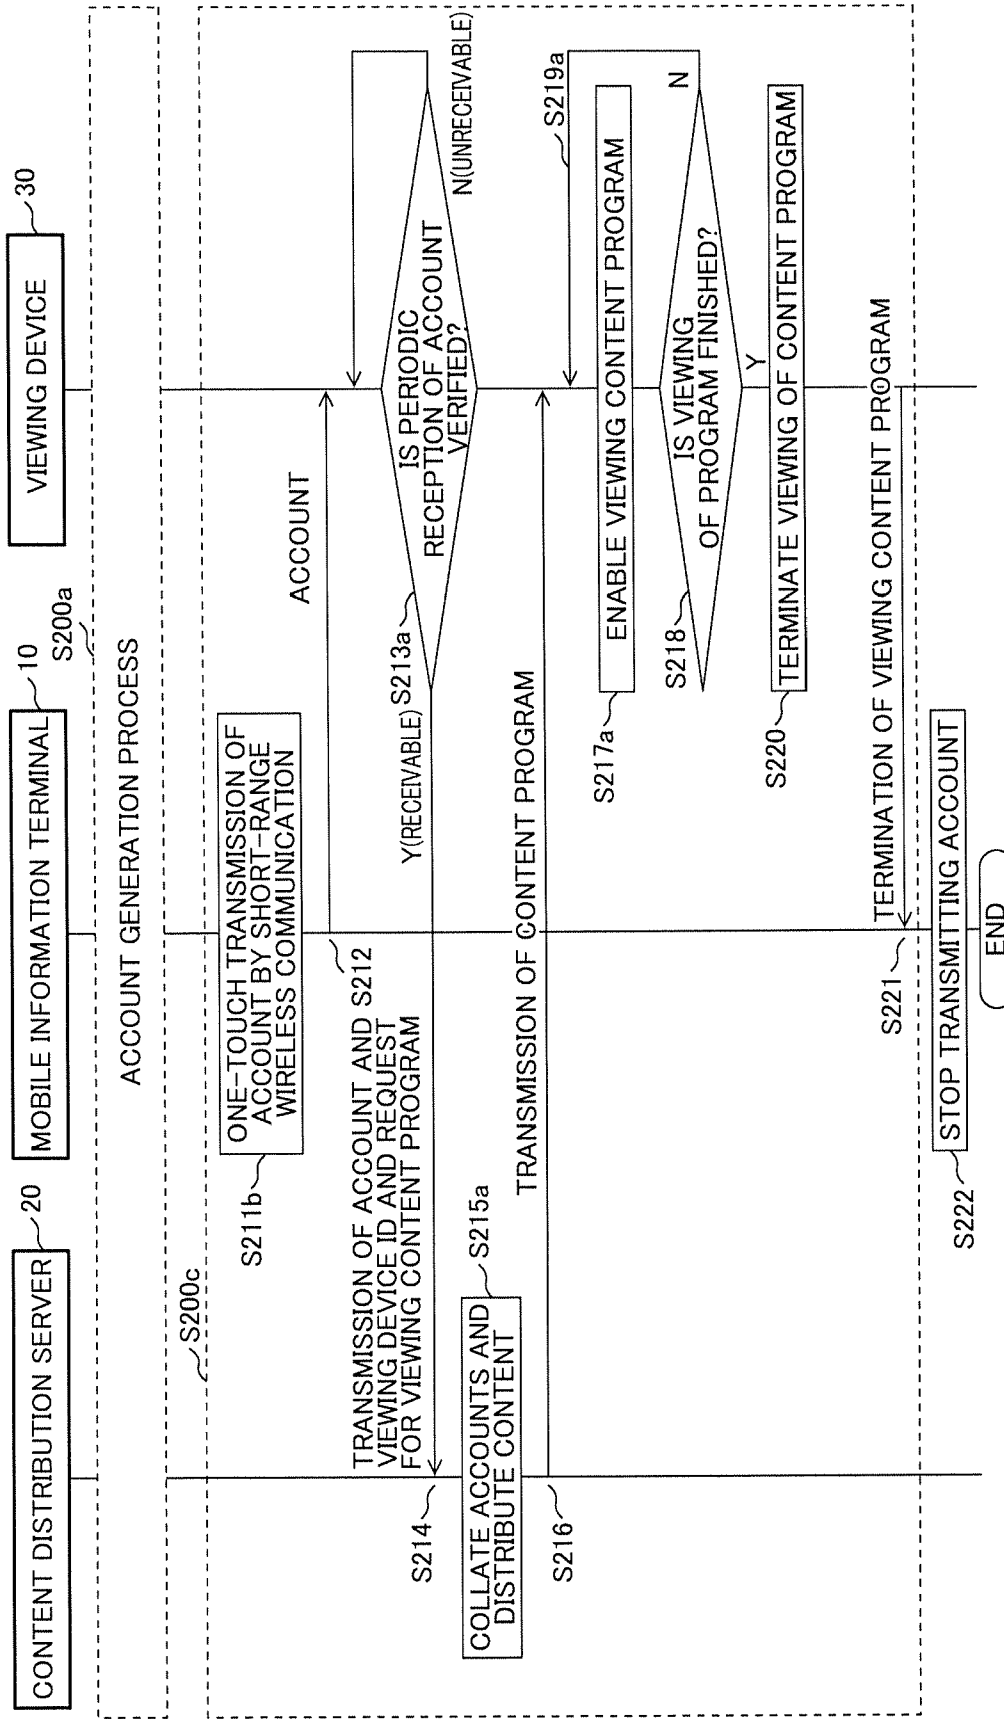 CONTENT DISTRIBUTION SERVER
20
MOBILE INFORMATION TERMINAL
10
VIEWING DEVICE
30
S200a
ACCOUNT GENERATION PROCESS
S200c
ONE-TOUCH TRANSMISSION OF
ACCOUNT BY SHORT-RANGE
WIRELESS COMMUNICATION
S211b
ACCOUNT
S212
TRANSMISSION OF ACCOUNT AND
VIEWING DEVICE ID AND REQUEST
FOR VIEWING CONTENT PROGRAM
Y(RECEIVABLE)
S213a
IS PERIODIC
RECEPTION OF ACCOUNT
VERIFIED?
N(UNRECEIVABLE)
S214
COLLATE ACCOUNTS AND
DISTRIBUTE CONTENT
S215a
TRANSMISSION OF CONTENT PROGRAM
S216
S219a
ENABLE VIEWING CONTENT PROGRAM
S217a
S218
IS VIEWING
OF PROGRAM FINISHED?
N
Y
TERMINATE VIEWING OF CONTENT PROGRAM
S220
TERMINATION OF VIEWING CONTENT PROGRAM
S221
STOP TRANSMITTING ACCOUNT
S222
END